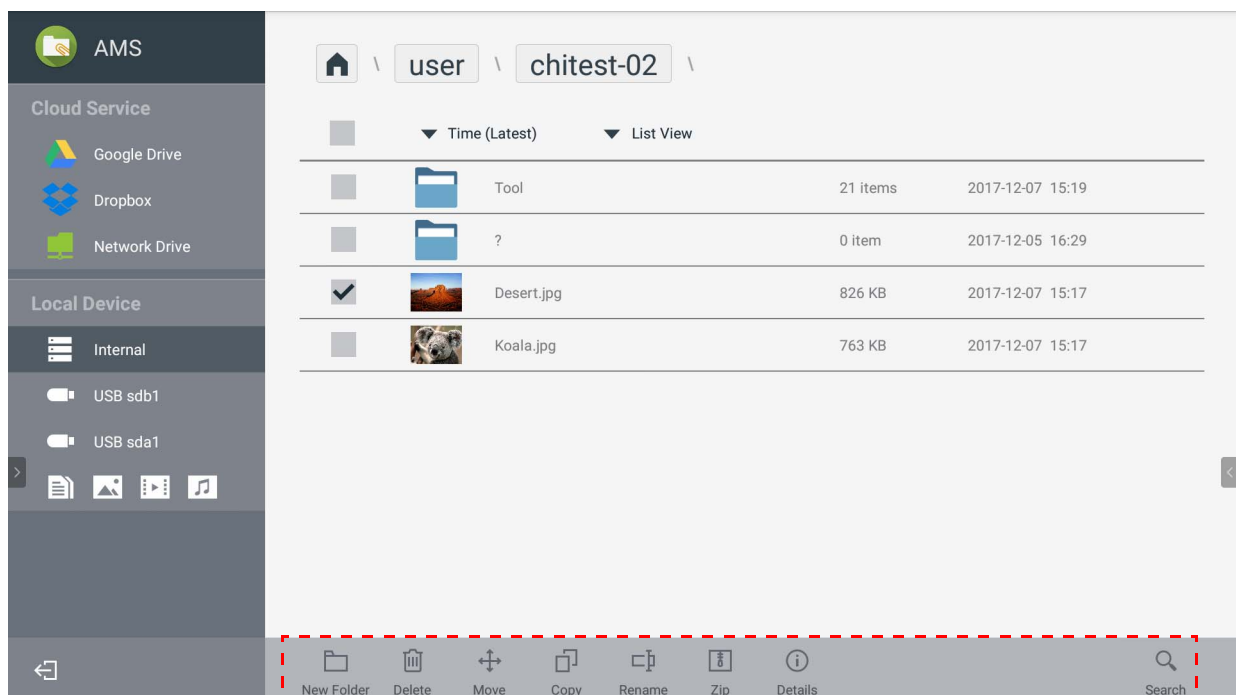 AMS
Cloud Service
Google Drive
Dropbox
Network Drive
Local Device
Internal
USB sdb1
USB sda1
\ user \ chitest-02 \
Time (Latest) List View
Tool 21 items 2017-12-07 15:19
? 0 item 2017-12-05 16:29
Desert.jpg 826 KB 2017-12-07 15:17
Koala.jpg 763 KB 2017-12-07 15:17
New Folder Delete Move Copy Rename Zip Details Search